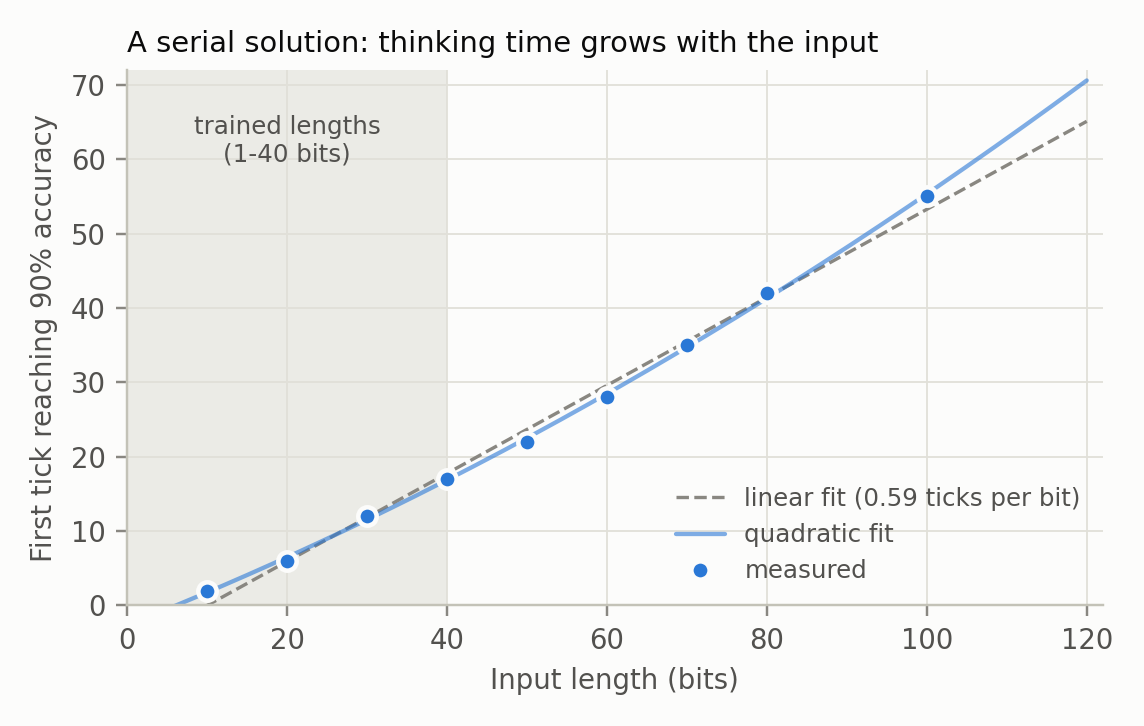 A serial solution: thinking time grows with the input
First tick reaching 90% accuracy
70
60
50
40
30
20
10
0
trained lengths
(1-40 bits)
linear fit (0.59 ticks per bit)
quadratic fit
measured
0 20 40 60 80 100 120
Input length (bits)